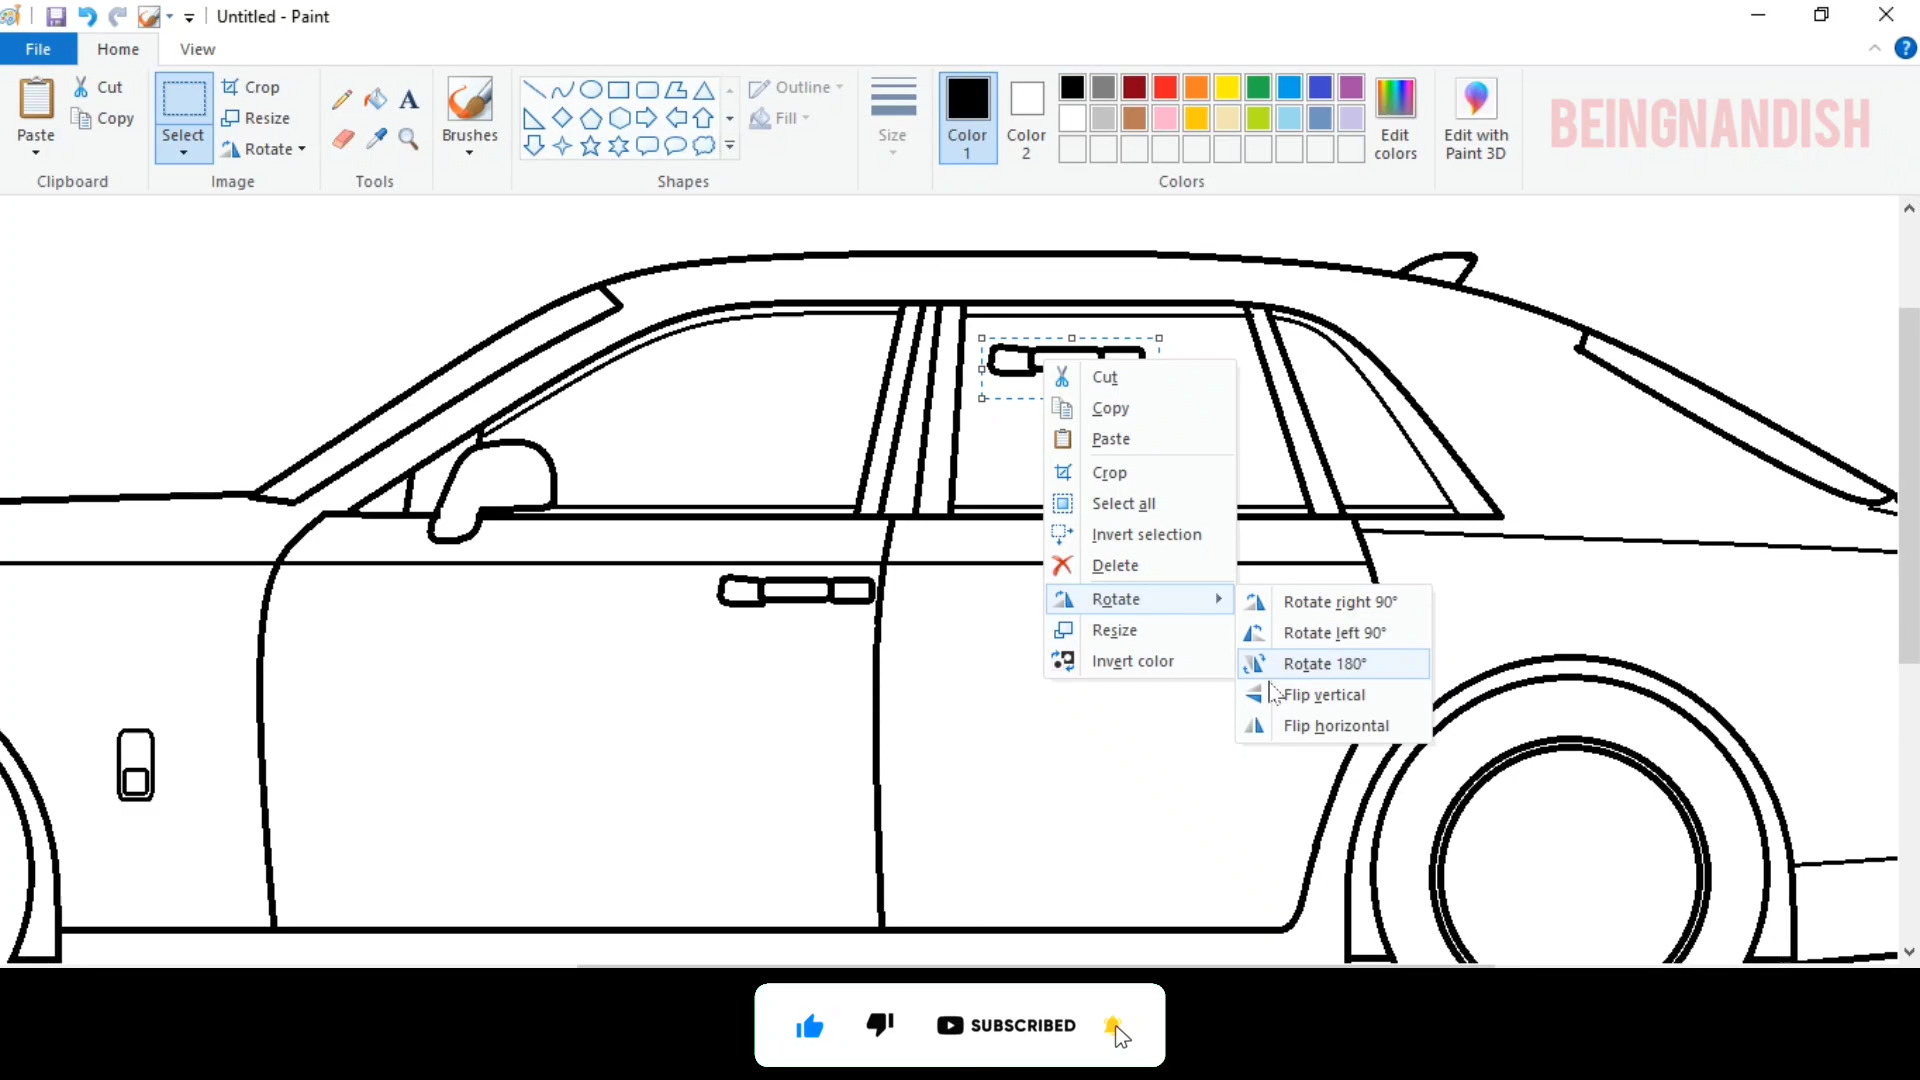 Untitled - Paint
File Home View
Paste
Cut
Copy
Clipboard
Select
Crop
Resize
Rotate
Image
A
Tools
Brushes
Shapes
Outline
Fill
Size
Color 1
Color 2
Edit colors
Colors
Edit with Paint 3D
BEINGNANDISH
Cut
Copy
Paste
Crop
Select all
Invert selection
Delete
Rotate
Resize
Invert color
Rotate right 90°
Rotate left 90°
Rotate 180°
Flip vertical
Flip horizontal
SUBSCRIBED